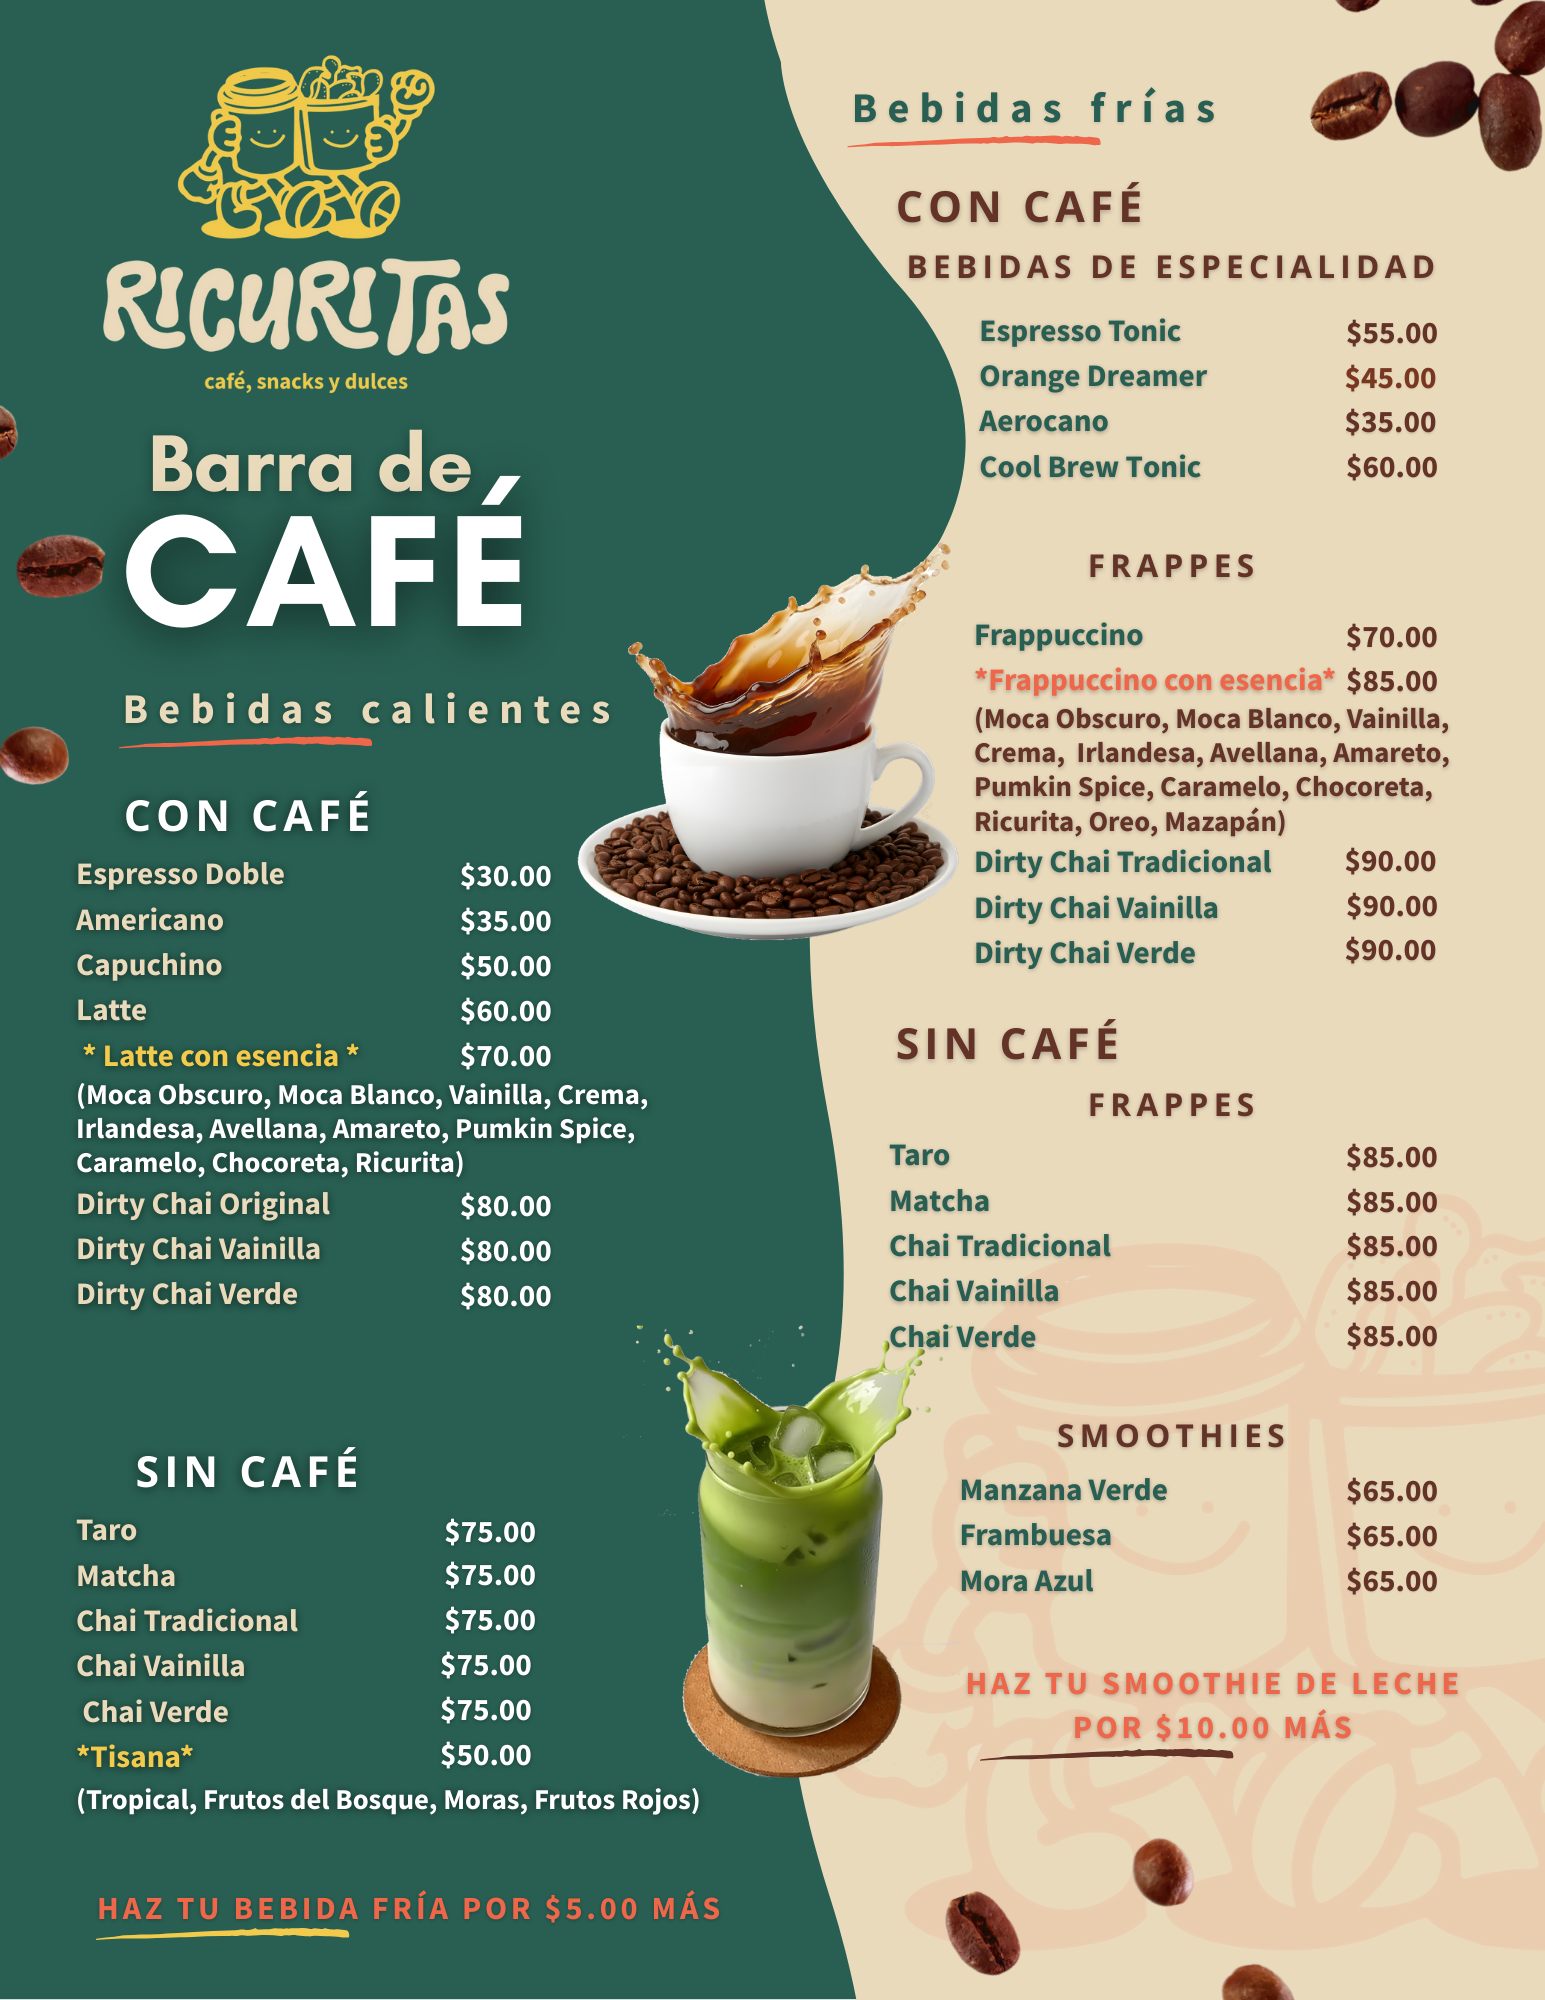 RICURITAS
café, snacks y dulces
Barra de
CAFÉ
Bebidas calientes
CON CAFÉ
Espresso Doble $30.00
Americano $35.00
Capuchino $50.00
Latte $60.00
* Latte con esencia * $70.00
(Moca Obscuro, Moca Blanco, Vainilla, Crema,
Irlandesa, Avellana, Amareto, Pumkin Spice,
Caramelo, Chocoreta, Ricurita)
Dirty Chai Original $80.00
Dirty Chai Vainilla $80.00
Dirty Chai Verde $80.00
SIN CAFÉ
Taro $75.00
Matcha $75.00
Chai Tradicional $75.00
Chai Vainilla $75.00
Chai Verde $75.00
*Tisana* $50.00
(Tropical, Frutos del Bosque, Moras, Frutos Rojos)
HAZ TU BEBIDA FRÍA POR $5.00 MÁS
Bebidas frías
CON CAFÉ
BEBIDAS DE ESPECIALIDAD
Espresso Tonic $55.00
Orange Dreamer $45.00
Aerocano $35.00
Cool Brew Tonic $60.00
FRAPPES
Frappuccino $70.00
*Frappuccino con esencia* $85.00
(Moca Obscuro, Moca Blanco, Vainilla,
Crema, Irlandesa, Avellana, Amareto,
Pumkin Spice, Caramelo, Chocoreta,
Ricurita, Oreo, Mazapán)
Dirty Chai Tradicional $90.00
Dirty Chai Vainilla $90.00
Dirty Chai Verde $90.00
SIN CAFÉ
FRAPPES
Taro $85.00
Matcha $85.00
Chai Tradicional $85.00
Chai Vainilla $85.00
Chai Verde $85.00
SMOOTHIES
Manzana Verde $65.00
Frambuesa $65.00
Mora Azul $65.00
HAZ TU SMOOTHIE DE LECHE
POR $10.00 MÁS